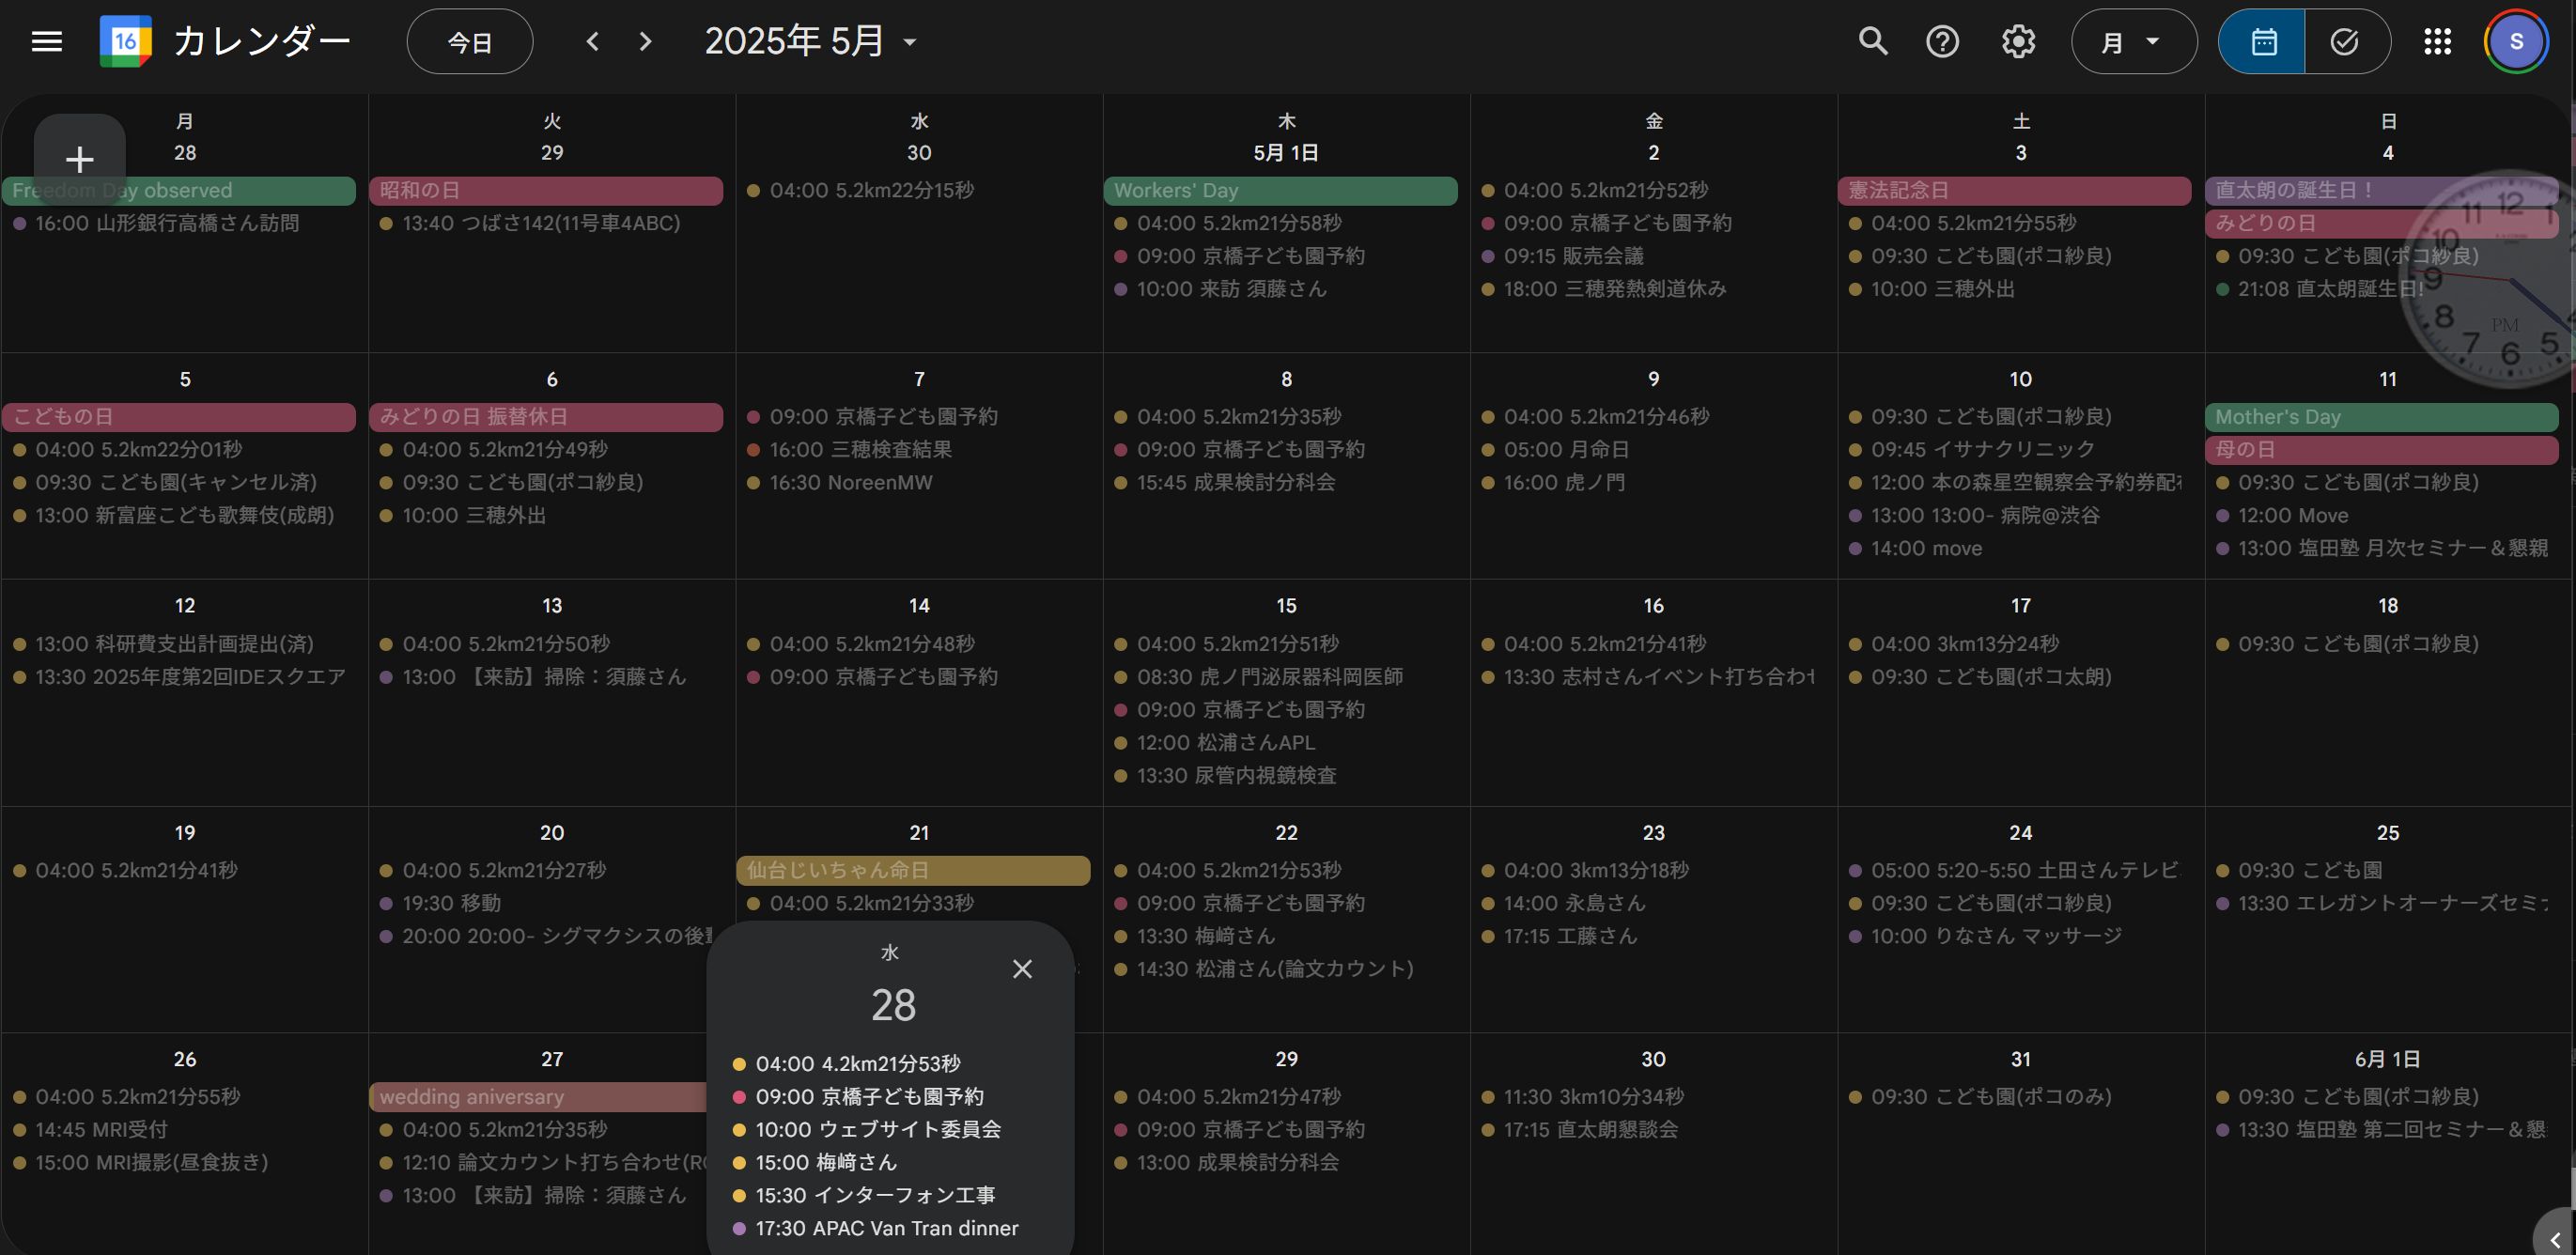 16 カレンダー 今日 2025年 5月 月 S
月
28
Freedom Day observed
16:00 山形銀行高橋さん訪問
火
29
昭和の日
13:40 つばさ142(11号車4ABC)
水
30
04:00 5.2km22分15秒
木
5月 1日
Workers' Day
04:00 5.2km21分58秒
09:00 京橋子ども園予約
10:00 来訪 須藤さん
金
2
04:00 5.2km21分52秒
09:00 京橋子ども園予約
09:15 販売会議
18:00 三穂発熱剣道休み
土
3
憲法記念日
04:00 5.2km21分55秒
09:30 こども園(ポコ紗良)
10:00 三穂外出
日
4
直太朗の誕生日！
みどりの日
09:30 こども園(ポコ紗良)
21:08 直太朗誕生日!
12
11
10
9
8
7
6
5
PM
5
こどもの日
04:00 5.2km22分01秒
09:30 こども園(キャンセル済)
13:00 新富座こども歌舞伎(成朗)
6
みどりの日 振替休日
04:00 5.2km21分49秒
09:30 こども園(ポコ紗良)
10:00 三穂外出
7
09:00 京橋子ども園予約
16:00 三穂検査結果
16:30 NoreenMW
8
04:00 5.2km21分35秒
09:00 京橋子ども園予約
15:45 成果検討分科会
9
04:00 5.2km21分46秒
05:00 月命日
16:00 虎ノ門
10
09:30 こども園(ポコ紗良)
09:45 イサナクリニック
12:00 本の森星空観察会予約券配
13:00 13:00- 病院@渋谷
14:00 move
11
Mother's Day
母の日
09:30 こども園(ポコ紗良)
12:00 Move
13:00 塩田塾 月次セミナー＆懇親
12
13:00 科研費支出計画提出(済)
13:30 2025年度第2回IDEスクエア
13
04:00 5.2km21分50秒
13:00 【来訪】掃除：須藤さん
14
04:00 5.2km21分48秒
09:00 京橋子ども園予約
15
04:00 5.2km21分51秒
08:30 虎ノ門泌尿器科岡医師
09:00 京橋子ども園予約
12:00 松浦さんAPL
13:30 尿管内視鏡検査
16
04:00 5.2km21分41秒
13:30 志村さんイベント打ち合わ
17
04:00 3km13分24秒
09:30 こども園(ポコ太朗)
18
09:30 こども園(ポコ紗良)
19
04:00 5.2km21分41秒
20
04:00 5.2km21分27秒
19:30 移動
20:00 20:00- シグマクシスの後
21
仙台じいちゃん命日
04:00 5.2km21分33秒
22
04:00 5.2km21分53秒
09:00 京橋子ども園予約
13:30 梅﨑さん
14:30 松浦さん(論文カウント)
23
04:00 3km13分18秒
14:00 永島さん
17:15 工藤さん
24
05:00 5:20-5:50 土田さんテレビ
09:30 こども園(ポコ紗良)
10:00 りなさん マッサージ
25
09:30 こども園
13:30 エレガントオーナーズセミ
26
04:00 5.2km21分55秒
14:45 MRI受付
15:00 MRI撮影(昼食抜き)
27
wedding aniversary
04:00 5.2km21分35秒
12:10 論文カウント打ち合わせ(R
13:00 【来訪】掃除：須藤さん
水
28
04:00 4.2km21分53秒
09:00 京橋子ども園予約
10:00 ウェブサイト委員会
15:00 梅﨑さん
15:30 インターフォン工事
17:30 APAC Van Tran dinner
29
04:00 5.2km21分47秒
09:00 京橋子ども園予約
13:00 成果検討分科会
30
11:30 3km10分34秒
17:15 直太朗懇談会
31
09:30 こども園(ポコのみ)
6月 1日
09:30 こども園(ポコ紗良)
13:30 塩田塾 第二回セミナー＆懇